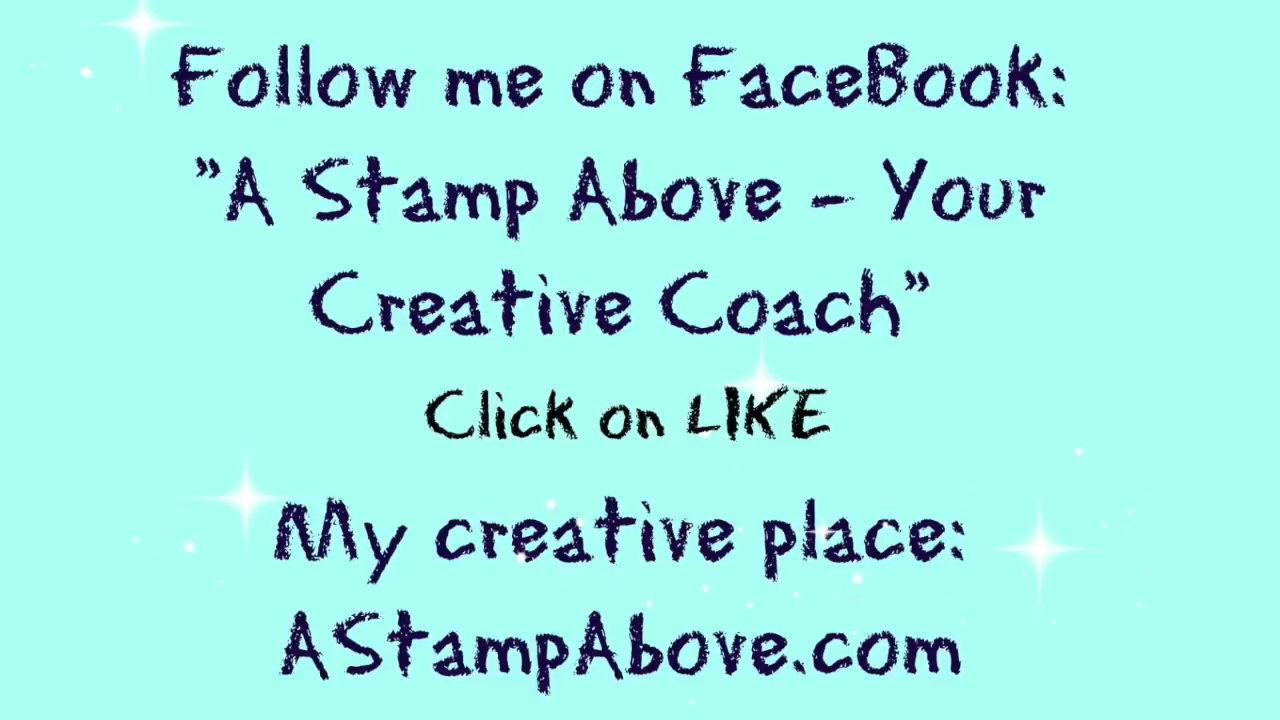 Follow me on FaceBook:
"A Stamp Above - Your
Creative Coach"
Click on LIKE
My creative place:
AStampAbove.com